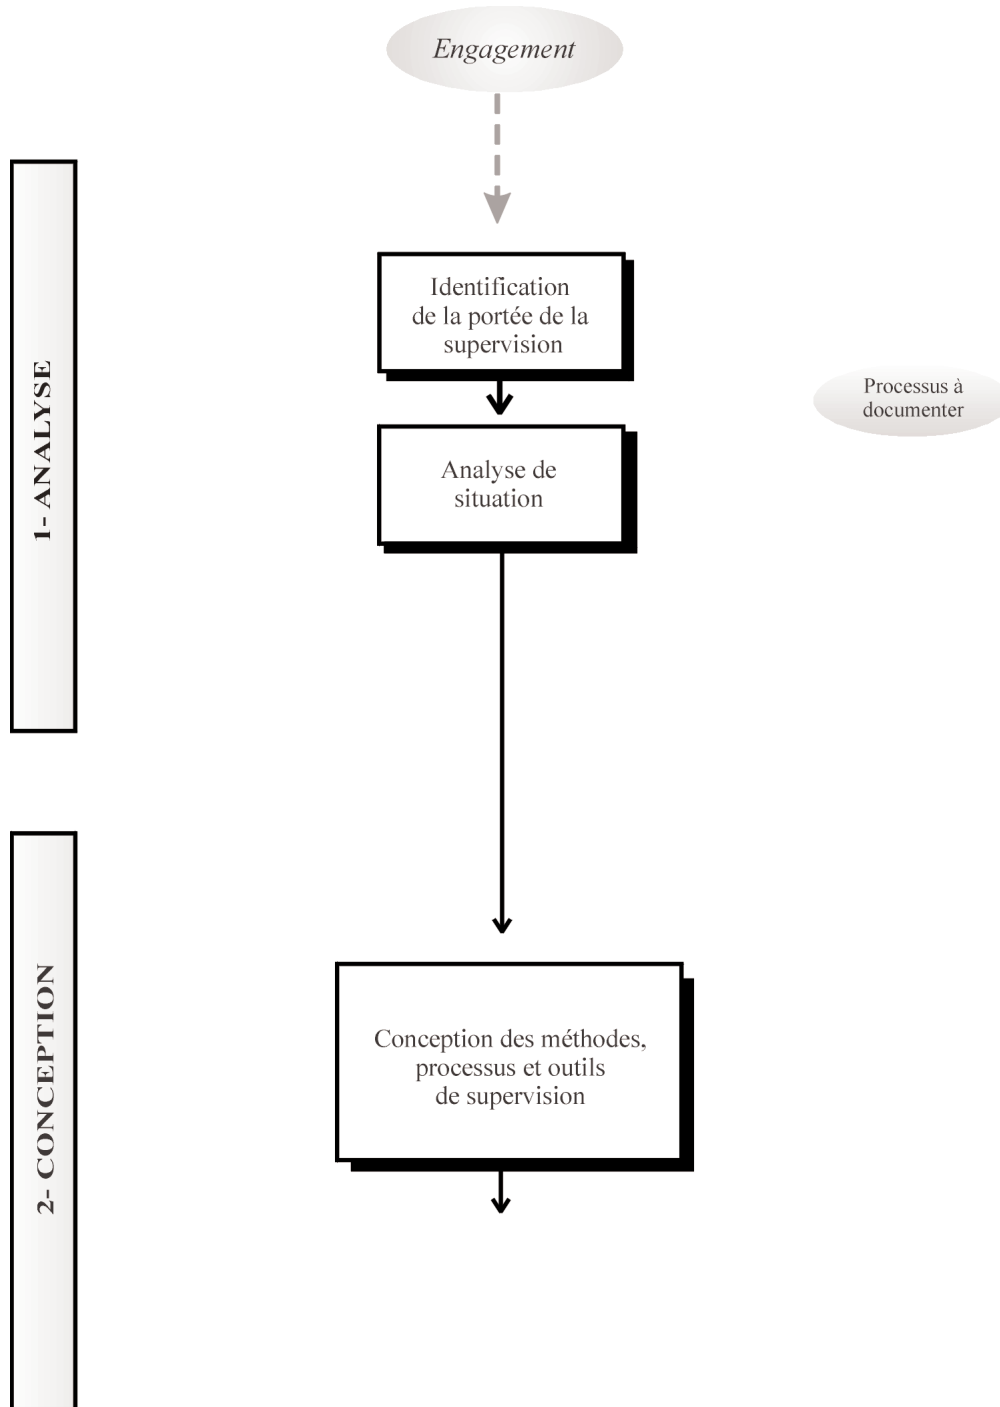 Engagement
Identification
de la portée de la
supervision
1- ANALYSE
Processus à
documenter
Analyse de
situation
2- CONCEPTION
Conception des méthodes,
processus et outils
de supervision